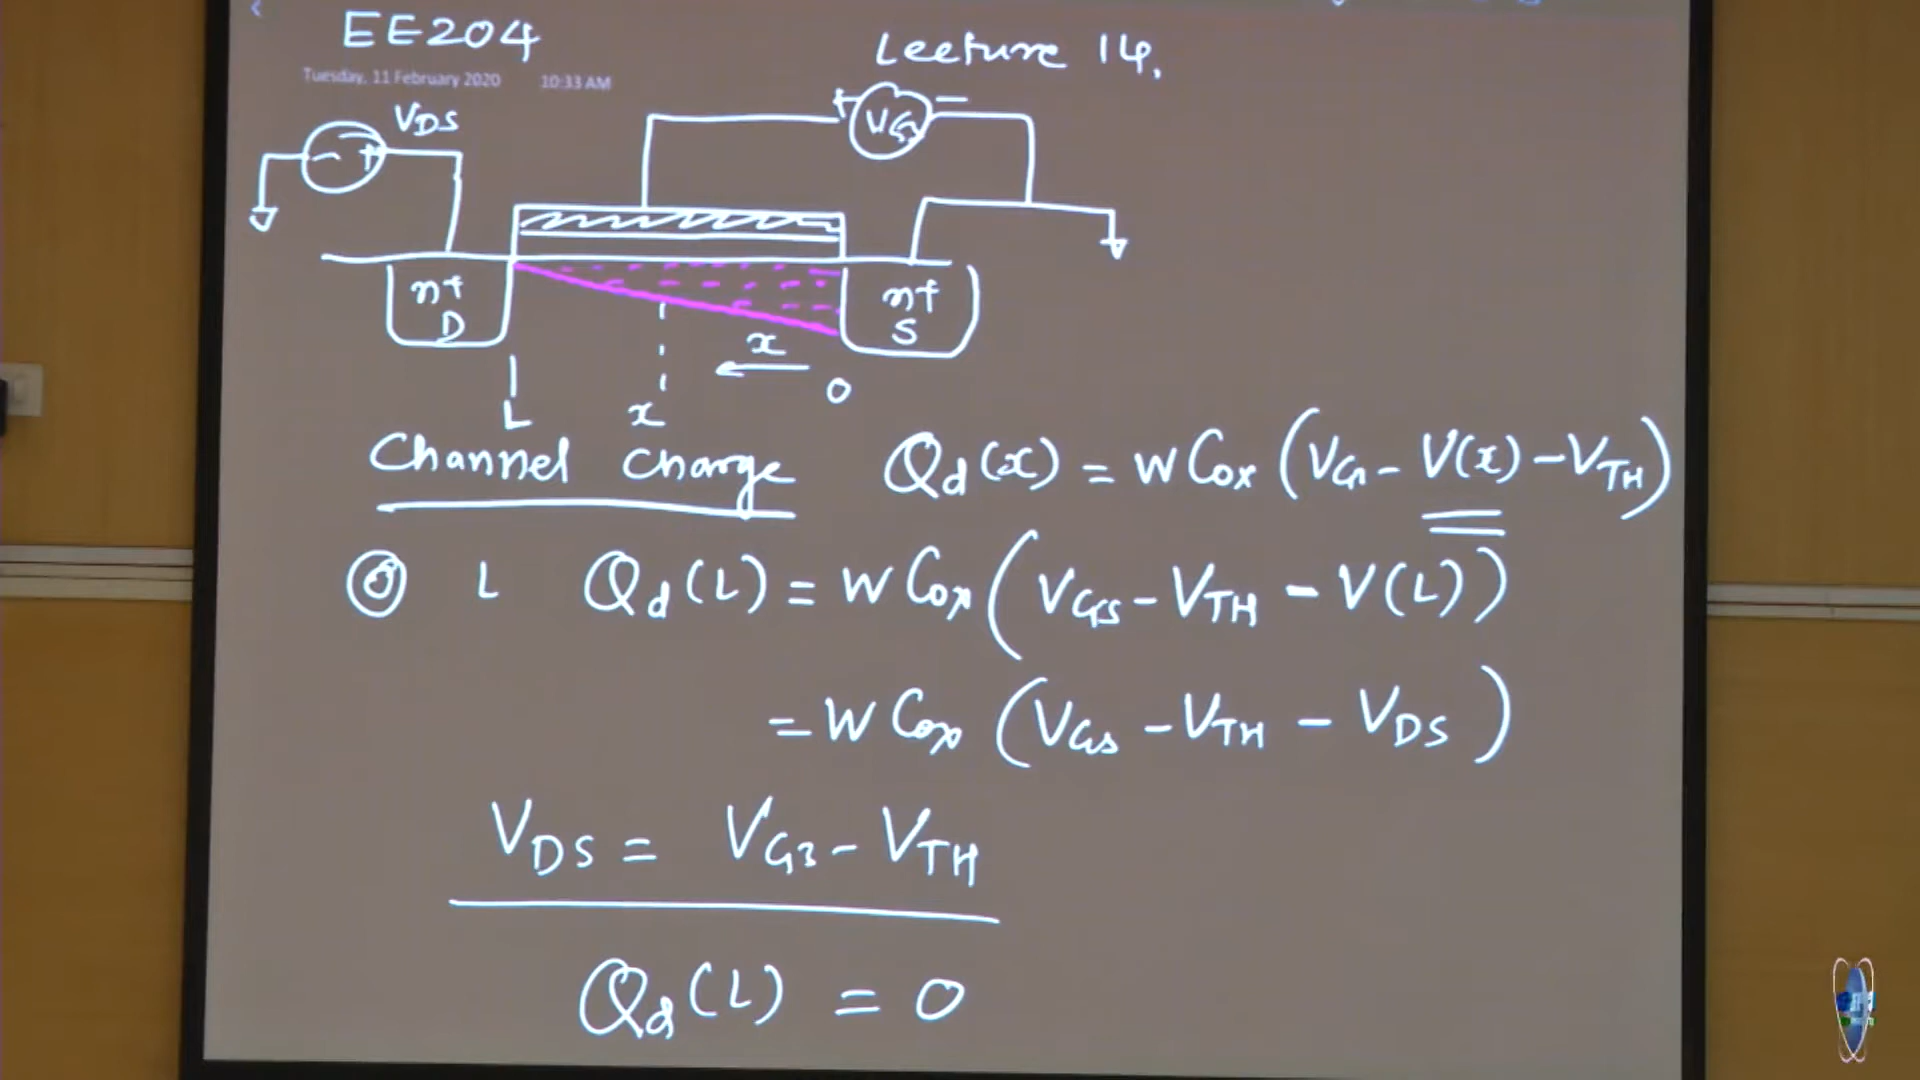 EE204
Lecture 14.
Tuesday, 11 February 2020 10:33 AM
VDS
- +
+ VG -
n+ D
n+ S
x
0
L
x
Channel Charge Qd(x) = W Cox (VG - V(x) - VTH)
@ L Qd(L) = W Cox (VGS - VTH - V(L))
= W Cox (VGS - VTH - VDS)
VDS = VGS - VTH
Qd(L) = 0